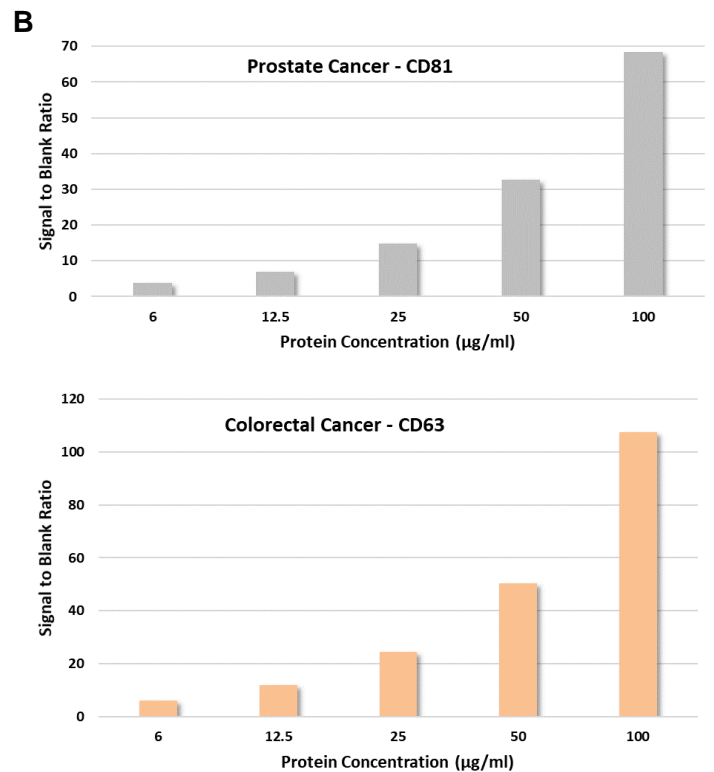 B
Prostate Cancer - CD81
Signal to Blank Ratio
70
60
50
40
30
20
10
0
6 12.5 25 50 100
Protein Concentration (µg/ml)
Colorectal Cancer - CD63
Signal to Blank Ratio
120
100
80
60
40
20
0
6 12.5 25 50 100
Protein Concentration (µg/ml)